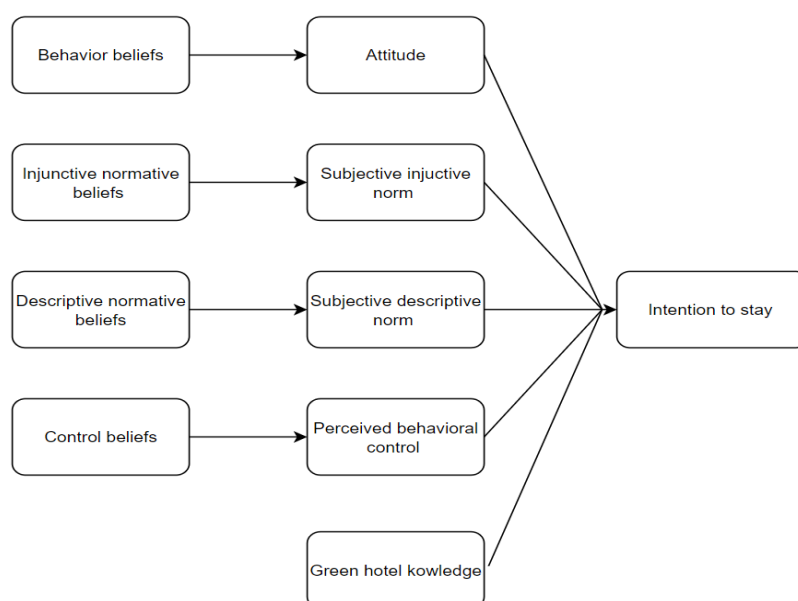 Behavior beliefs
Attitude
Injunctive normative
beliefs
Subjective injuctive
norm
Descriptive normative
beliefs
Subjective descriptive
norm
Intention to stay
Control beliefs
Perceived behavioral
control
Green hotel kowledge